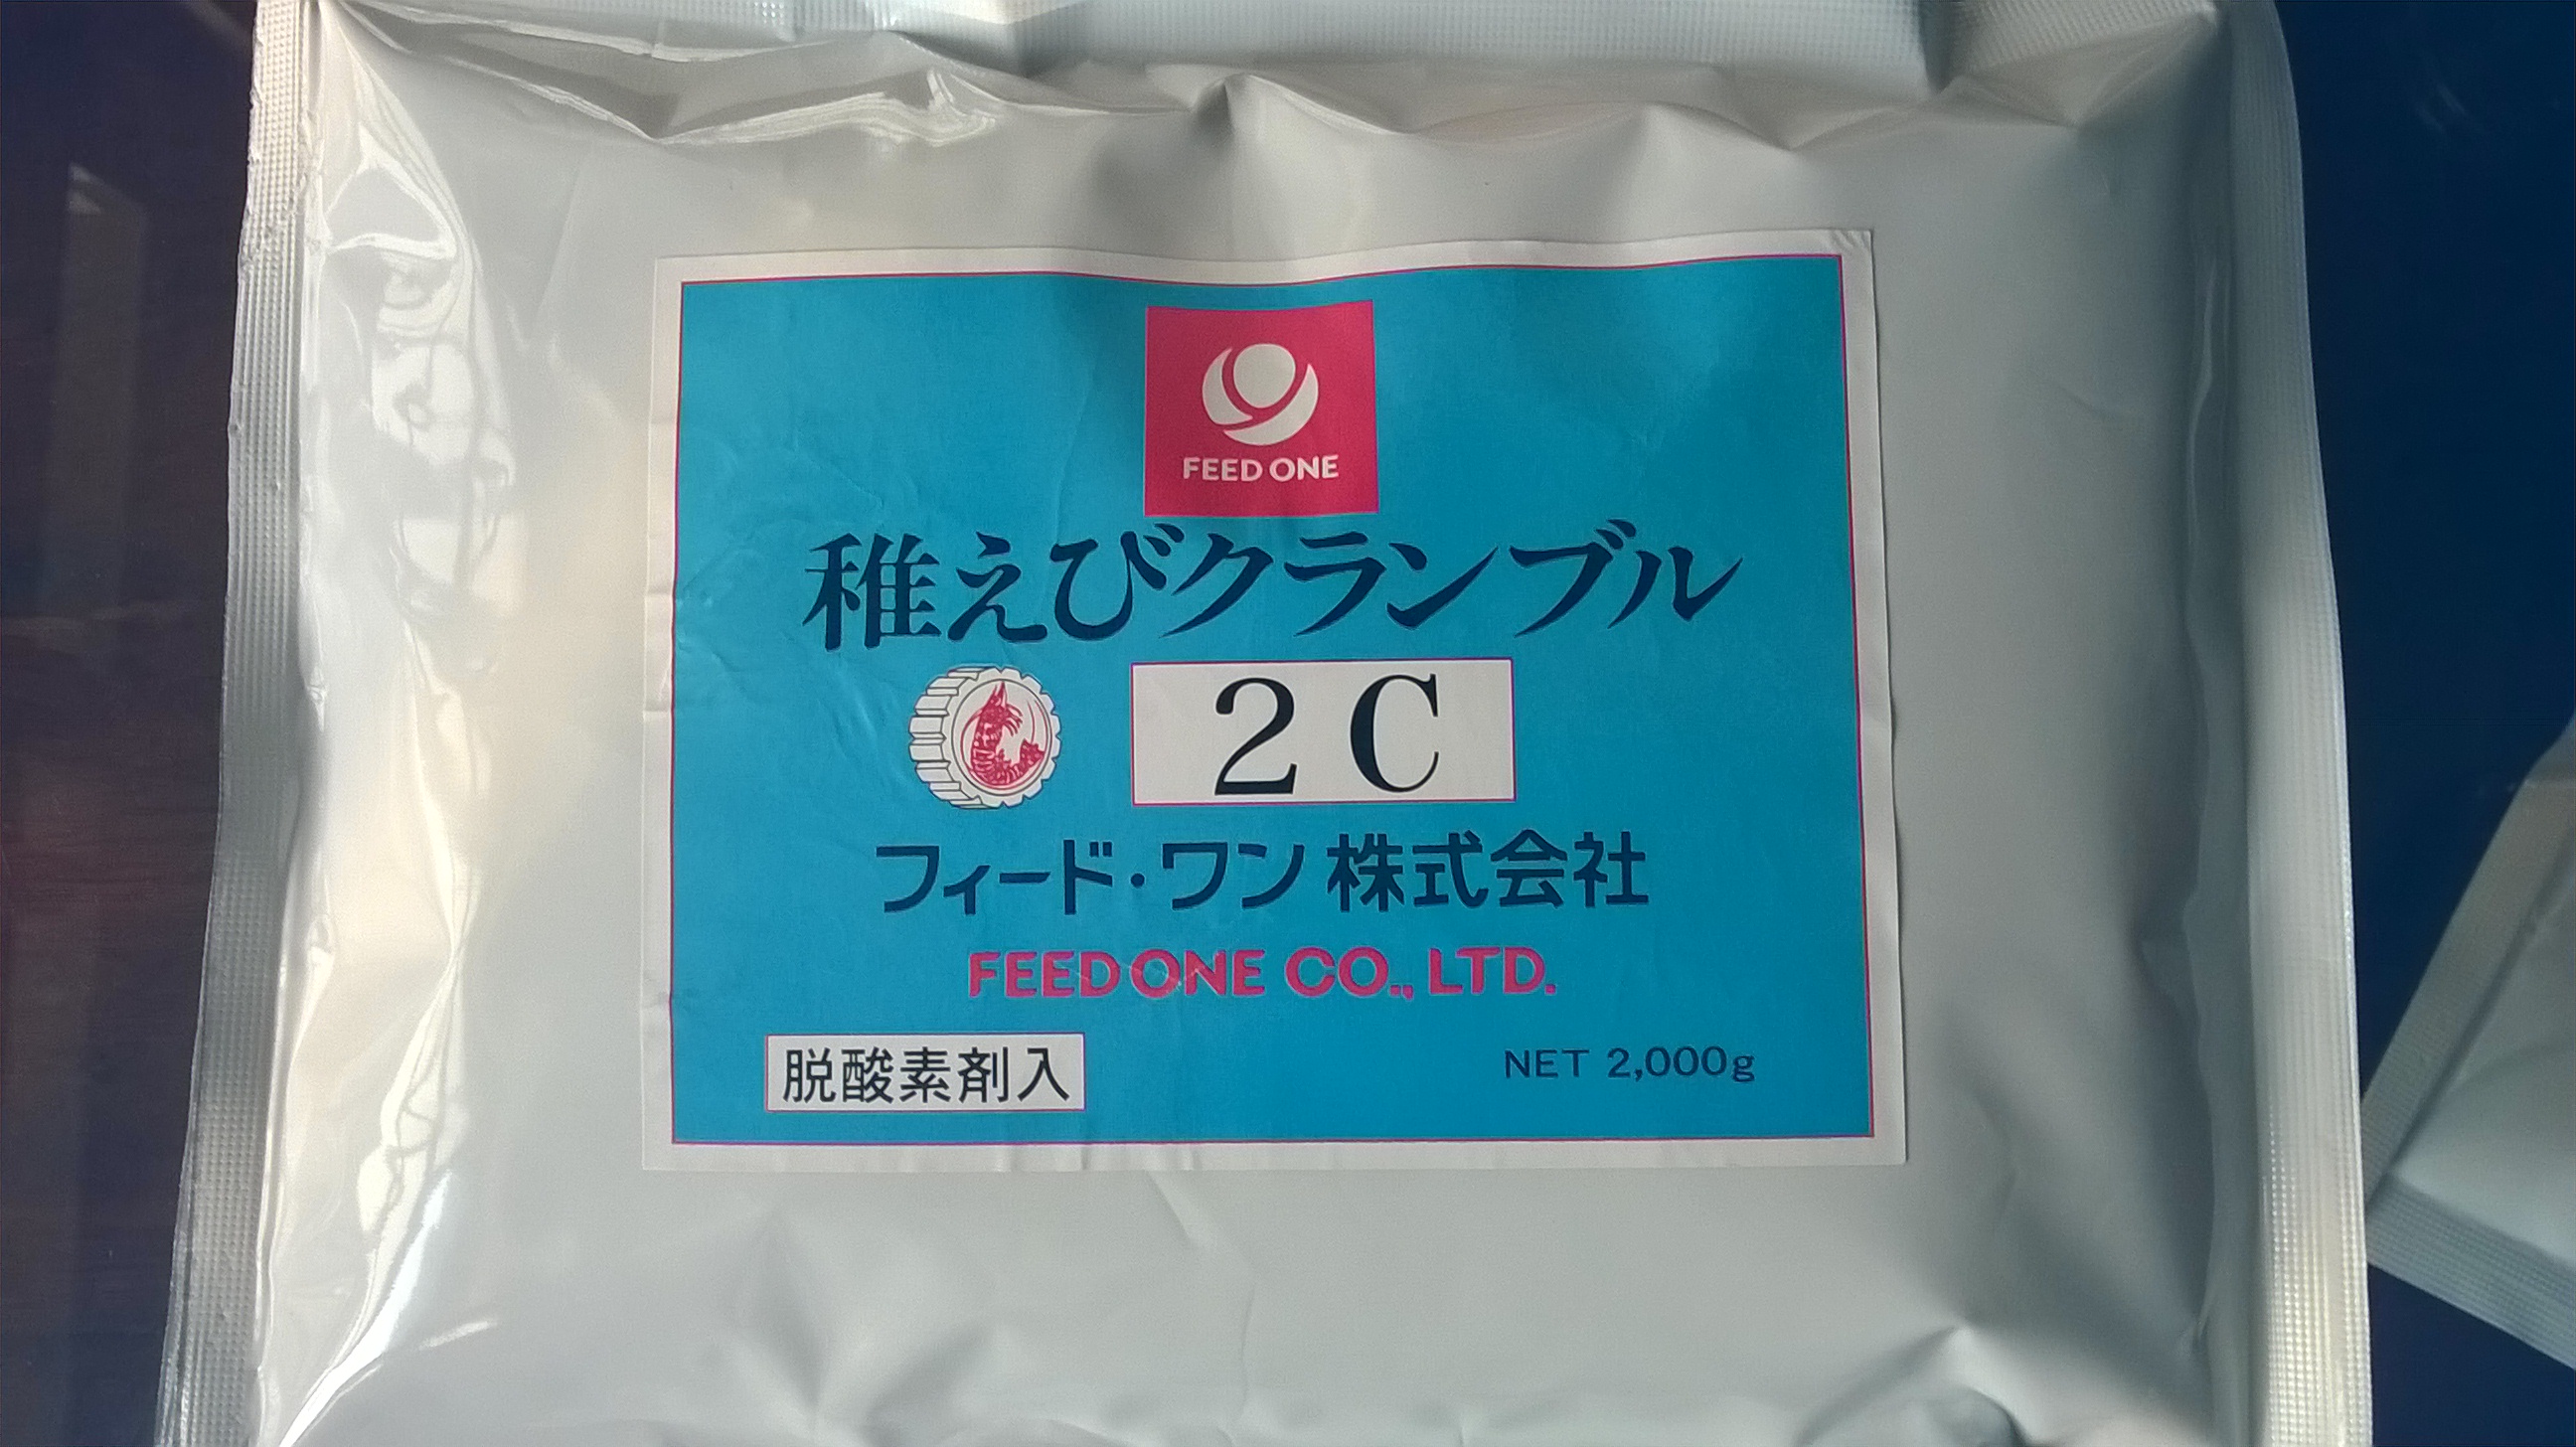 FEED ONE
稚えびクランブル
2C
フィード・ワン株式会社
FEED ONE CO., LTD.
脱酸素剤入
NET 2,000g